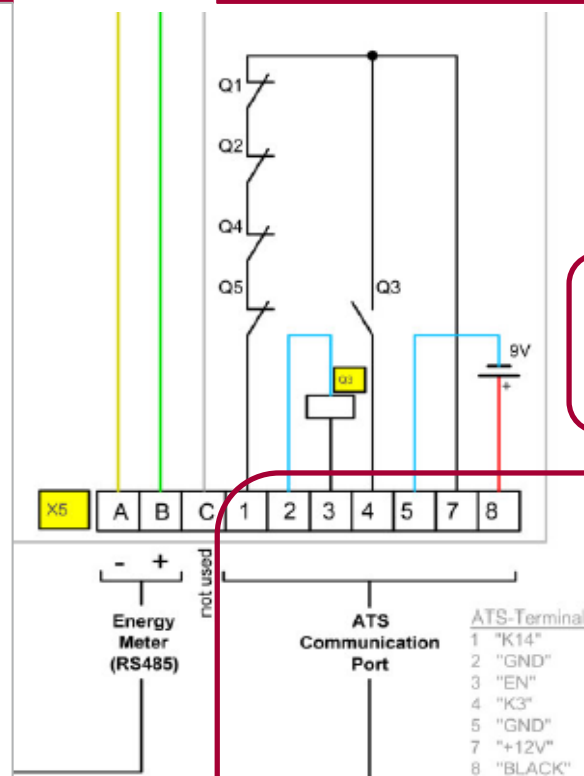 Q1
Q2
Q4
Q5
Q3
9V
Q3
+
X5
A B C 1 2 3 4 5 7 8
- +
not used
Energy
Meter
(RS485)
ATS
Communication
Port
ATS-Terminal
1 "K14"
2 "GND"
3 "EN"
4 "K3"
5 "GND"
7 "+12V"
8 "BLACK"